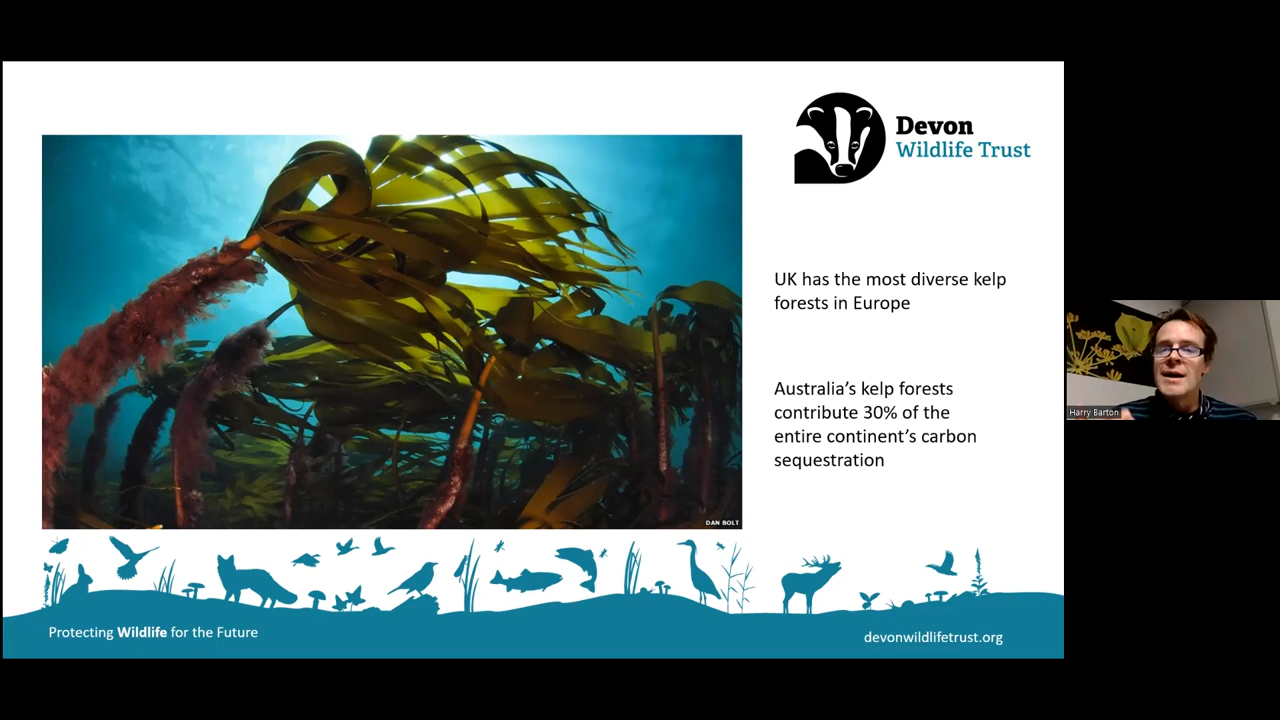 Devon
Wildlife Trust
UK has the most diverse kelp
forests in Europe
Australia’s kelp forests
contribute 30% of the
entire continent’s carbon
sequestration
DAN BOLT
Protecting Wildlife for the Future
devonwildlifetrust.org
Harry Barton